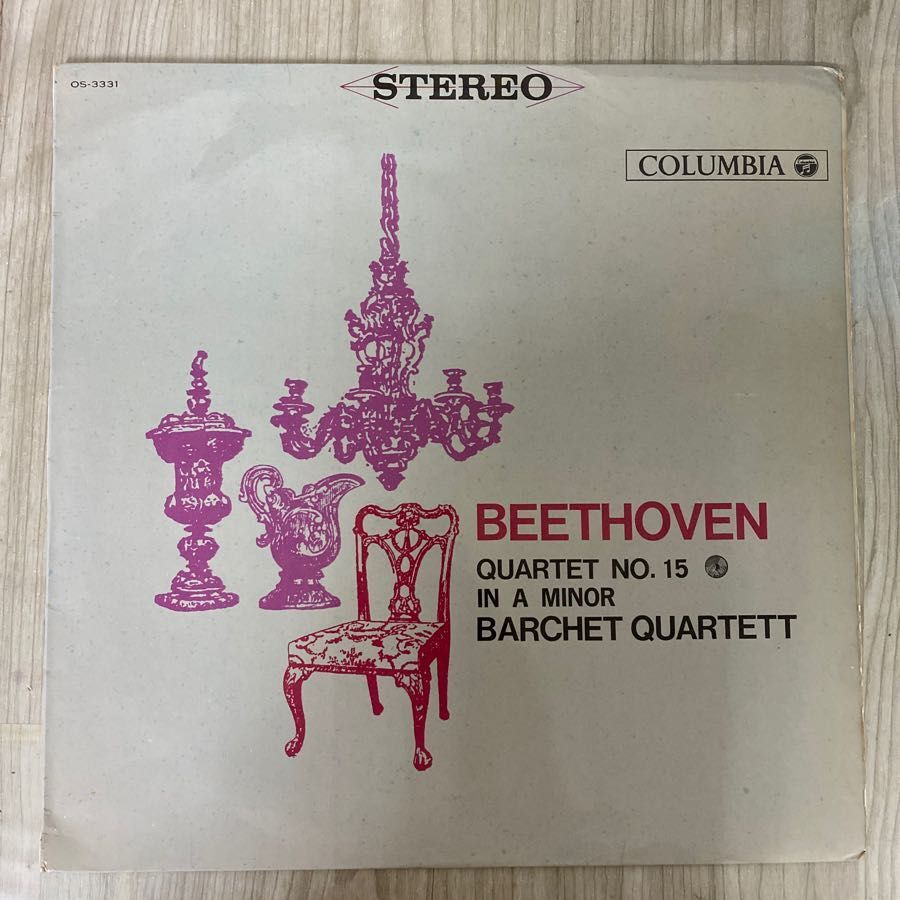 OS-3331
STEREO
COLUMBIA
BEETHOVEN
QUARTET NO. 15
IN A MINOR
BARCHET QUARTETT